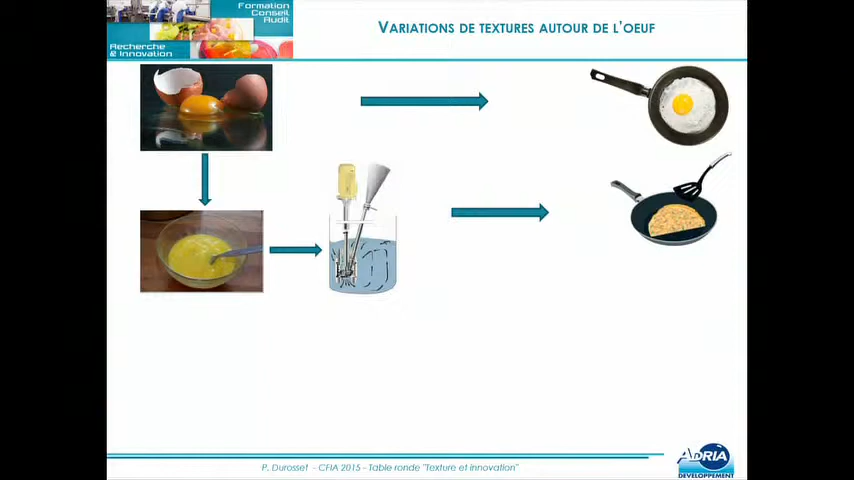 Formation
Conseil
Audit
Recherche
& Innovation
VARIATIONS DE TEXTURES AUTOUR DE L'OEUF
P. Durosset - CFIA 2015 - Table ronde "Texture et innovation"
ADRIA
DEVELOPPEMENT